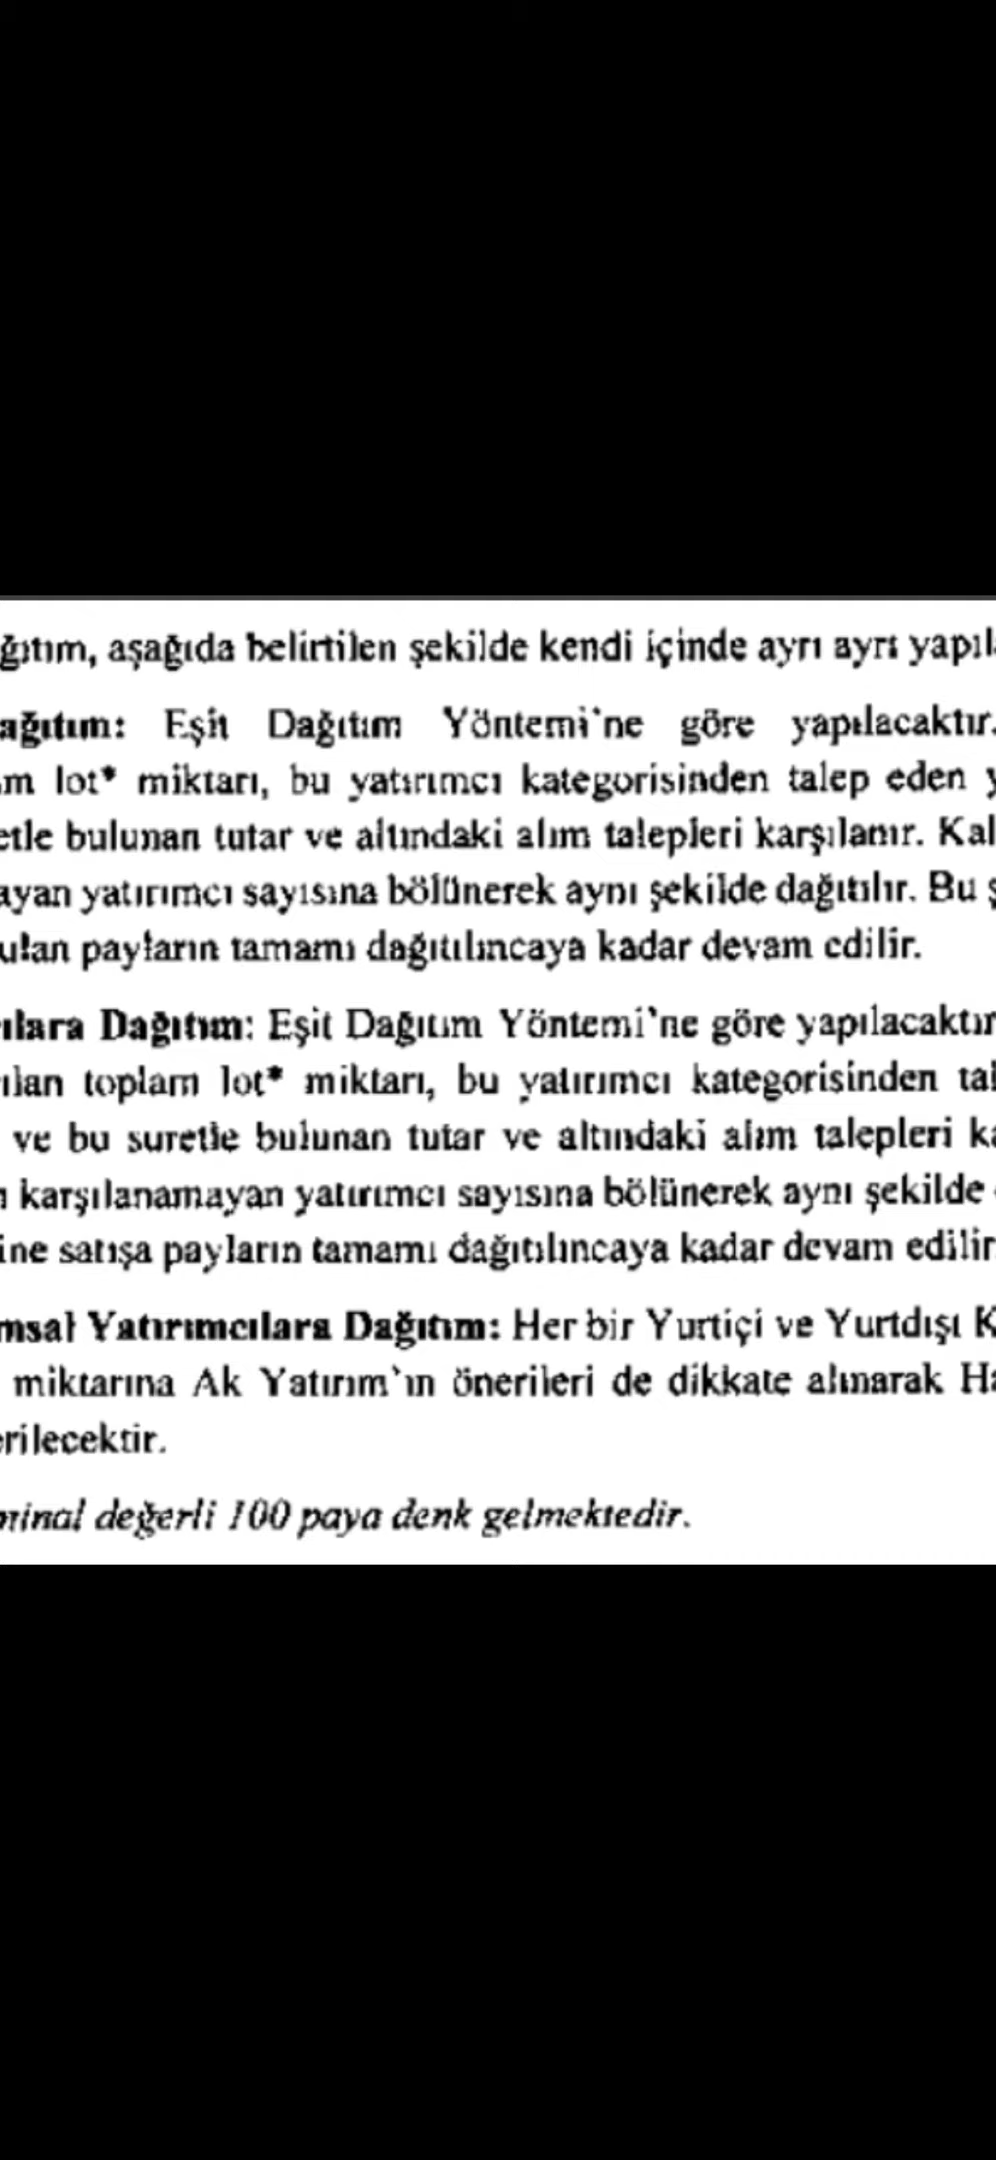 ğıtım, aşağıda belirtilen şekilde kendi içinde ayrı ayrı yapıl
ağıtım: Eşit Dağıtım Yöntemi'ne göre yapılacaktır.
m lot* miktarı, bu yatırımcı kategorisinden talep eden y
etle bulunan tutar ve altındaki alım talepleri karşılanır. Kal
ayan yatırımcı sayısına bölünerek aynı şekilde dağıtılır. Bu ş
ulan payların tamamı dağıtılıncaya kadar devam edilir.
ılara Dağıtım: Eşit Dağıtım Yöntemi'ne göre yapılacaktır
ılan toplam lot* miktarı, bu yatırımcı kategorisinden tal
ve bu suretle bulunan tutar ve altındaki alım talepleri ka
karşılanamayan yatırımcı sayısına bölünerek aynı şekilde
ine satışa payların tamamı dağıtılıncaya kadar devam edilir
msal Yatırımcılara Dağıtım: Her bir Yurtiçi ve Yurtdışı K
miktarına Ak Yatırım'ın önerileri de dikkate alınarak Ha
erilecektir.
minal değerli 100 paya denk gelmektedir.